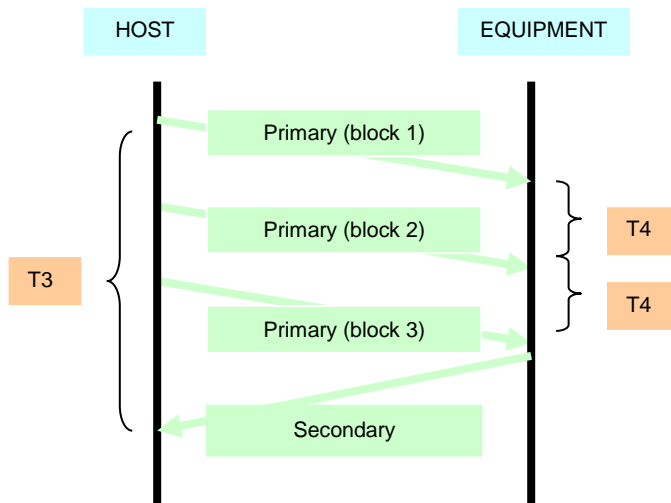 HOST
EQUIPMENT
Primary (block 1)
Primary (block 2)
T4
T3
T4
Primary (block 3)
Secondary